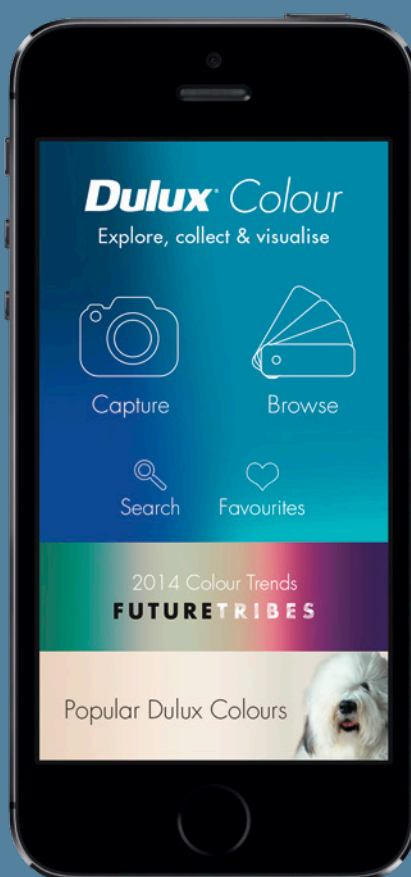 Dulux® Colour
Explore, collect & visualise
Capture
Browse
Search
Favourites
2014 Colour Trends
FUTURETRIBES
Popular Dulux Colours